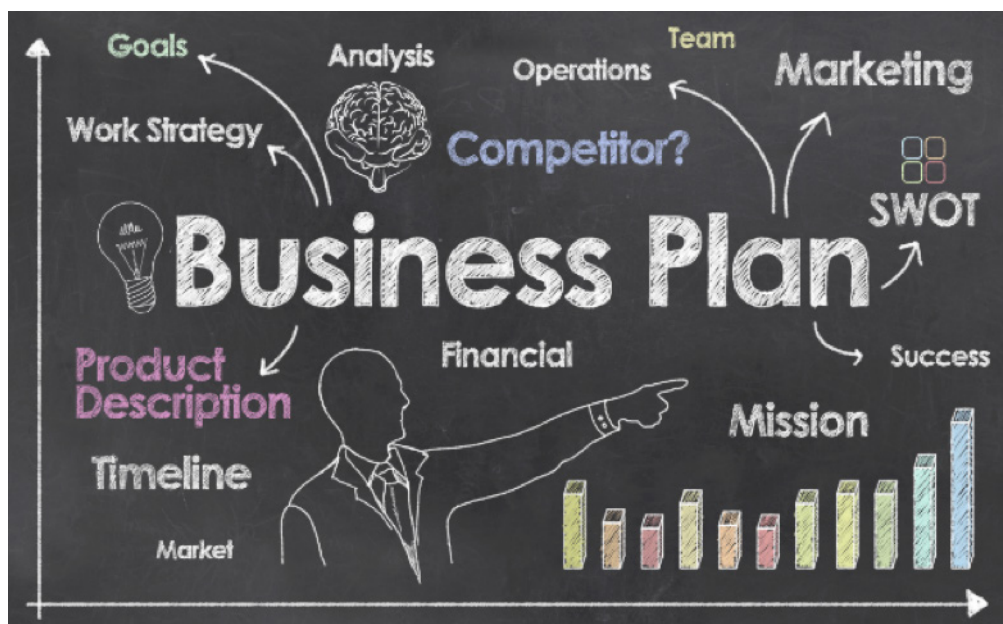 Goals
Analysis
Team
Operations
Marketing
Work Strategy
Competitor?
SWOT
Business Plan
Product
Description
Financial
Success
Mission
Timeline
Market